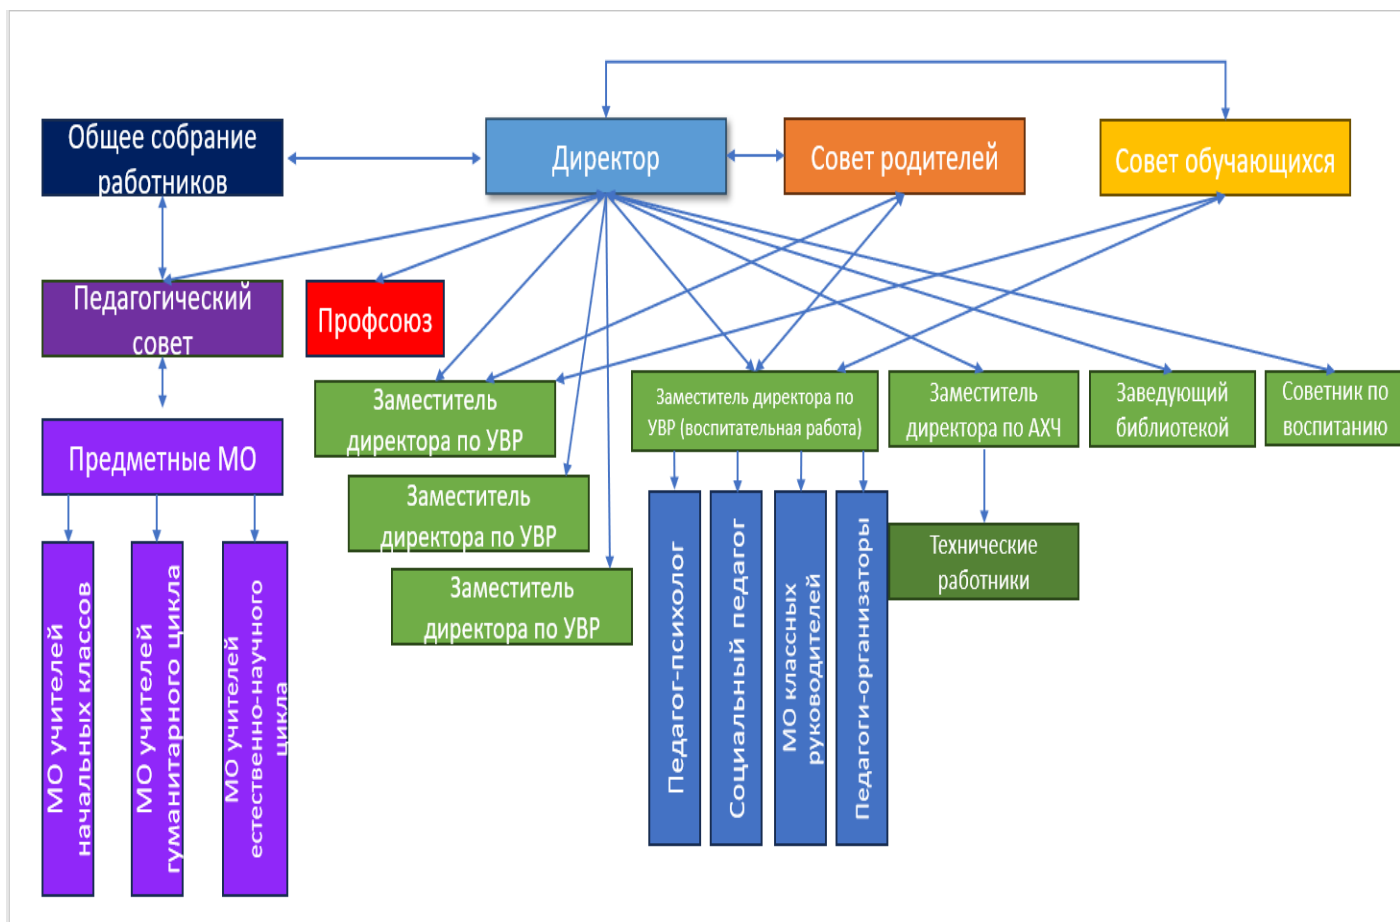 Общее собрание
работников
Директор
Совет родителей
Совет обучающихся
Педагогический
совет
Профсоюз
Заместитель
директора по УВР
Заместитель директора по
УВР (воспитательная работа)
Заместитель
директора по АХЧ
Заведующий
библиотекой
Советник по
воспитанию
Предметные МО
Заместитель
директора по УВР
Заместитель
директора по УВР
Технические
работники
МО учителей
начальных классов
МО учителей
гуманитарного цикла
МО учителей
естественно-научного
цикла
Педагог-психолог
Социальный педагог
МО классных
руководителей
Педагоги-организаторы